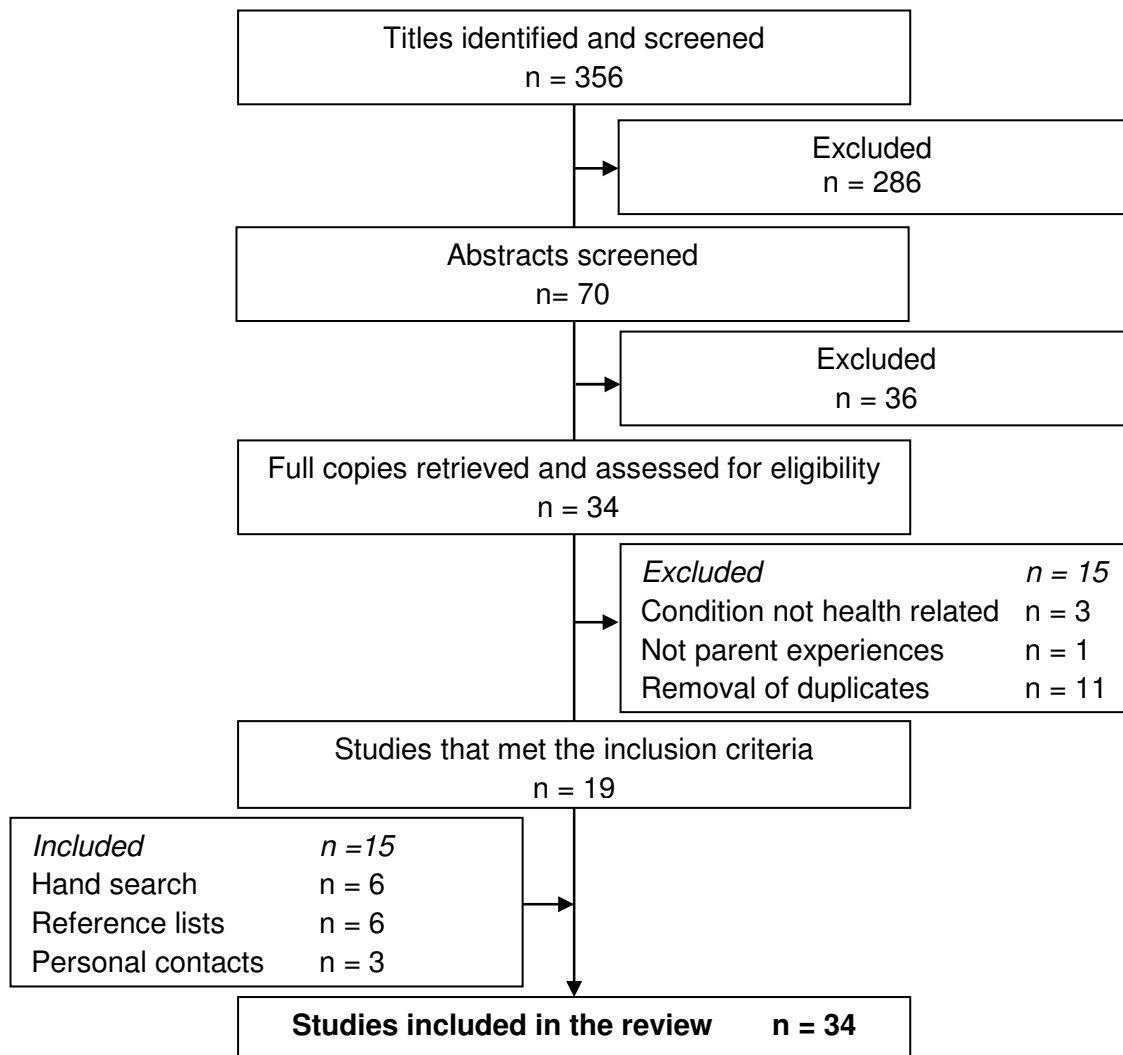 Titles identified and screened
n = 356
Excluded
n = 286
Abstracts screened
n= 70
Excluded
n = 36
Full copies retrieved and assessed for eligibility
n = 34
Excluded n = 15
Condition not health related n = 3
Not parent experiences n = 1
Removal of duplicates n = 11
Studies that met the inclusion criteria
n = 19
Included n =15
Hand search n = 6
Reference lists n = 6
Personal contacts n = 3
Studies included in the review n = 34